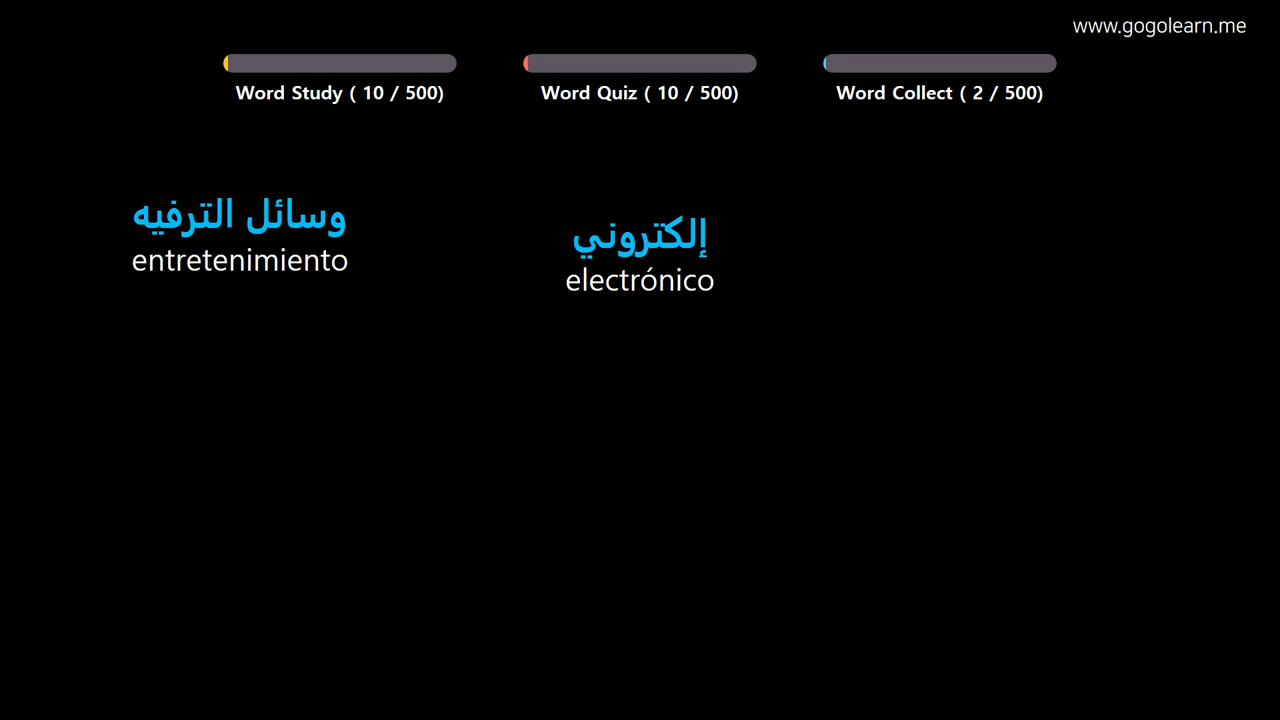 www.gogolearn.me
Word Study ( 10 / 500)
Word Quiz ( 10 / 500)
Word Collect ( 2 / 500)
وسائل الترفيه
entretenimiento
إلكتروني
electrónico